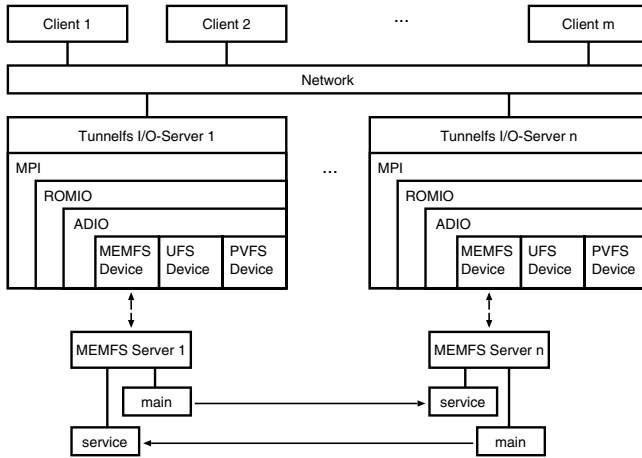 Client 1
Client 2
...
Client m
Network
Tunnelfs I/O-Server 1
MPI
ROMIO
ADIO
MEMFS
Device
UFS
Device
PVFS
Device
...
Tunnelfs I/O-Server n
MPI
ROMIO
ADIO
MEMFS
Device
UFS
Device
PVFS
Device
MEMFS Server 1
MEMFS Server n
main
service
service
main